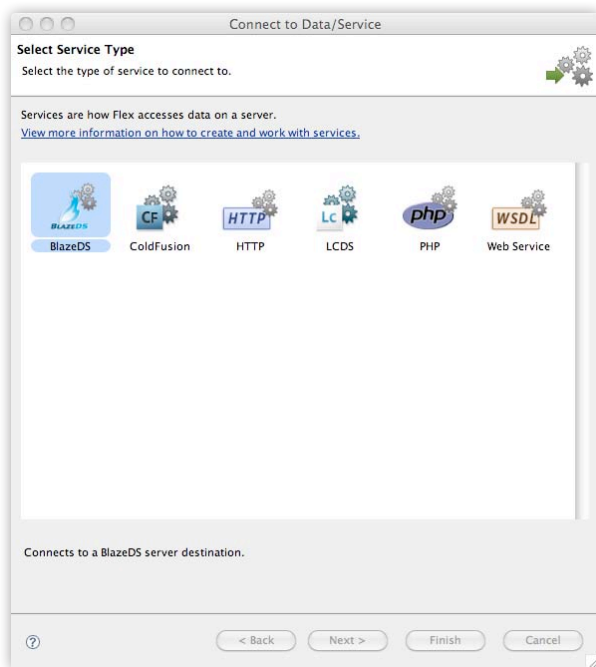 Connect to Data/Service
Select Service Type
Select the type of service to connect to.
Services are how Flex accesses data on a server.
View more information on how to create and work with services.
BLAZEDS CF HTTP LC php WSDL
BlazeDS ColdFusion HTTP LCDS PHP Web Service
Connects to a BlazeDS server destination.
? < Back Next > Finish Cancel